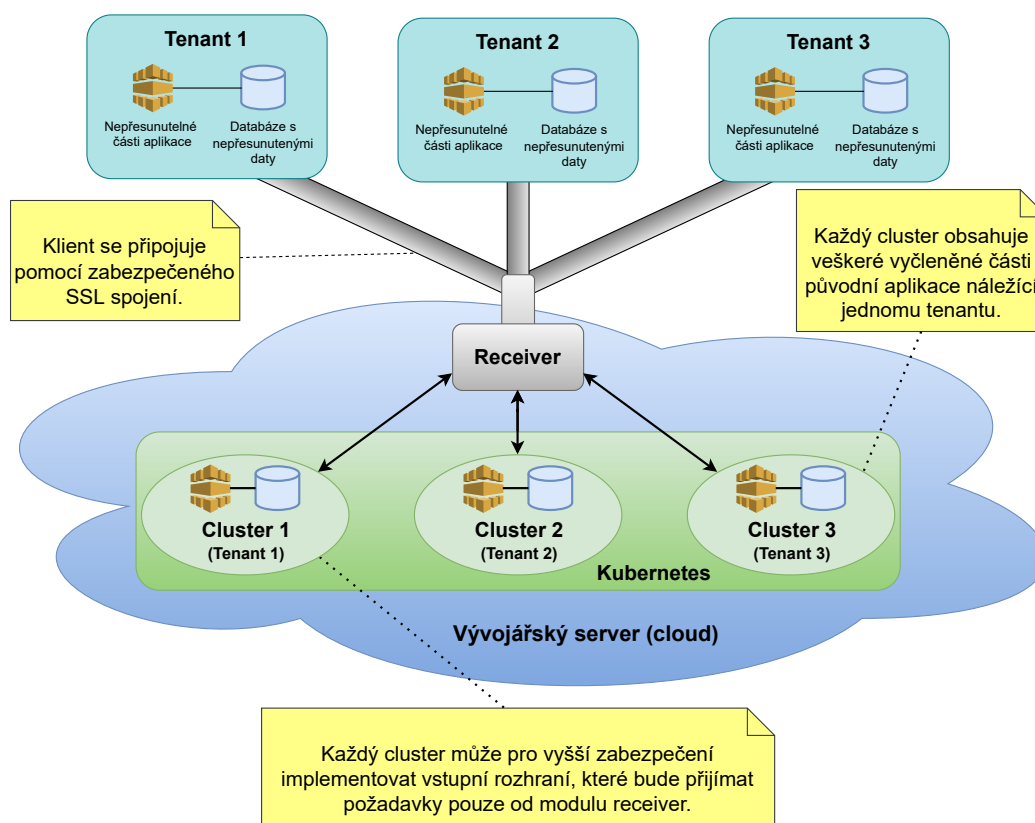 Tenant 1
Nepřesunutelné
části aplikace
Databáze s
nepřesunutenými
daty
Tenant 2
Nepřesunutelné
části aplikace
Databáze s
nepřesunutenými
daty
Tenant 3
Nepřesunutelné
části aplikace
Databáze s
nepřesunutenými
daty
Klient se připojuje
pomocí zabezpečeného
SSL spojení.
Každý cluster obsahuje
veškeré vyčleněné části
původní aplikace náležící
jednomu tenantu.
Receiver
Cluster 1
(Tenant 1)
Cluster 2
(Tenant 2)
Cluster 3
(Tenant 3)
Kubernetes
Vývojářský server (cloud)
Každý cluster může pro vyšší zabezpečení
implementovat vstupní rozhraní, které bude přijímat
požadavky pouze od modulu receiver.